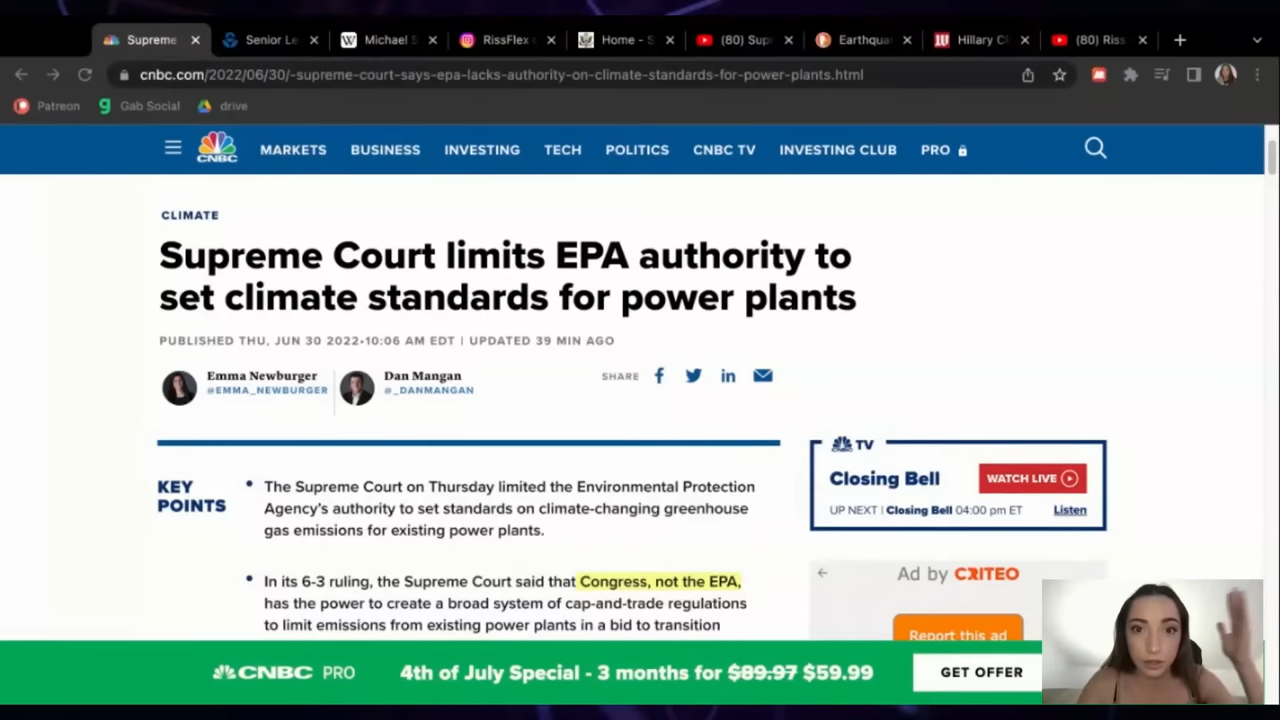 Supreme
Senior Le
Michael S
RissFlex c
Home - S
(80) Sup
Earthqua
Hillary C
(80) Riss
cnbc.com/2022/06/30/-supreme-court-says-epa-lacks-authority-on-climate-standards-for-power-plants.html
Patreon
Gab Social
drive
CNBC
MARKETS
BUSINESS
INVESTING
TECH
POLITICS
CNBC TV
INVESTING CLUB
PRO
CLIMATE
Supreme Court limits EPA authority to
set climate standards for power plants
PUBLISHED THU, JUN 30 2022•10:06 AM EDT | UPDATED 39 MIN AGO
Emma Newburger
@EMMA_NEWBURGER
Dan Mangan
@_DANMANGAN
SHARE
KEY
POINTS
The Supreme Court on Thursday limited the Environmental Protection
Agency's authority to set standards on climate-changing greenhouse
gas emissions for existing power plants.
In its 6-3 ruling, the Supreme Court said that Congress, not the EPA,
has the power to create a broad system of cap-and-trade regulations
to limit emissions from existing power plants in a bid to transition
CNBC TV
Closing Bell
WATCH LIVE
UP NEXT | Closing Bell 04:00 pm ET
Listen
Ad by CRITEO
Report this ad
CNBC PRO
4th of July Special - 3 months for $89.97 $59.99
GET OFFER